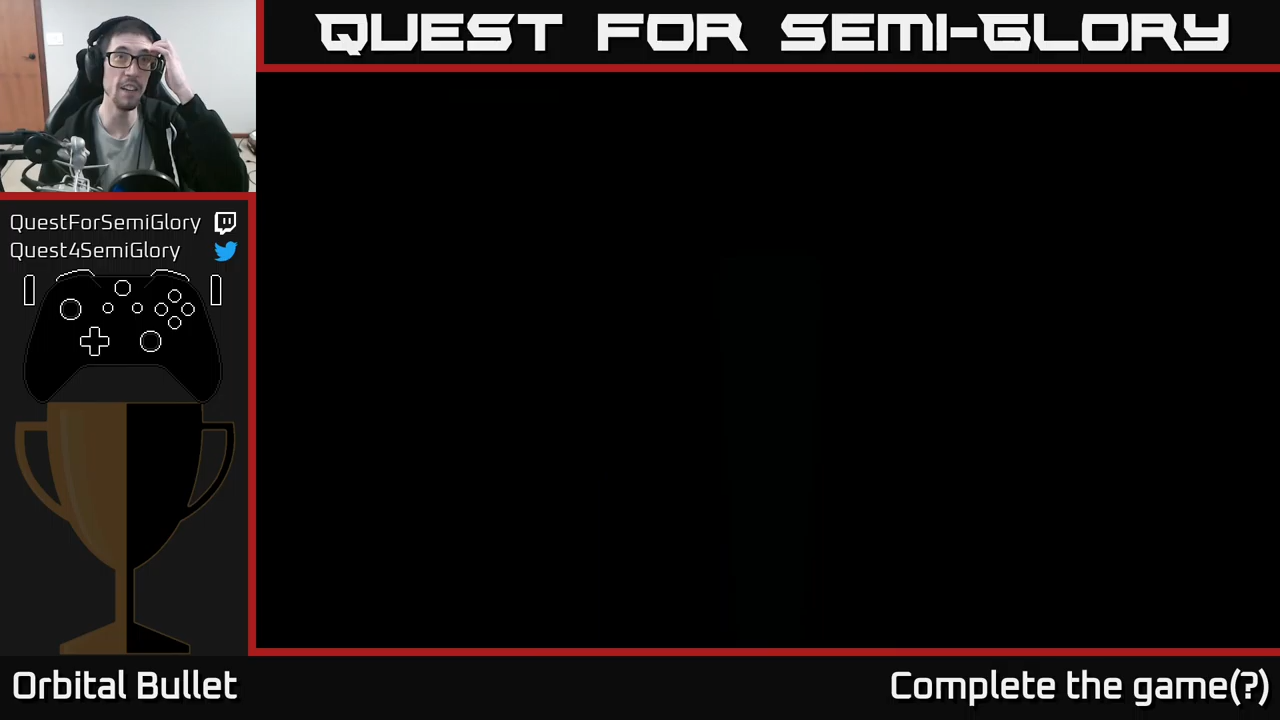 QUEST FOR SEMI-GLORY
QuestForSemiGlory
Quest4SemiGlory
Orbital Bullet
Complete the game(?)